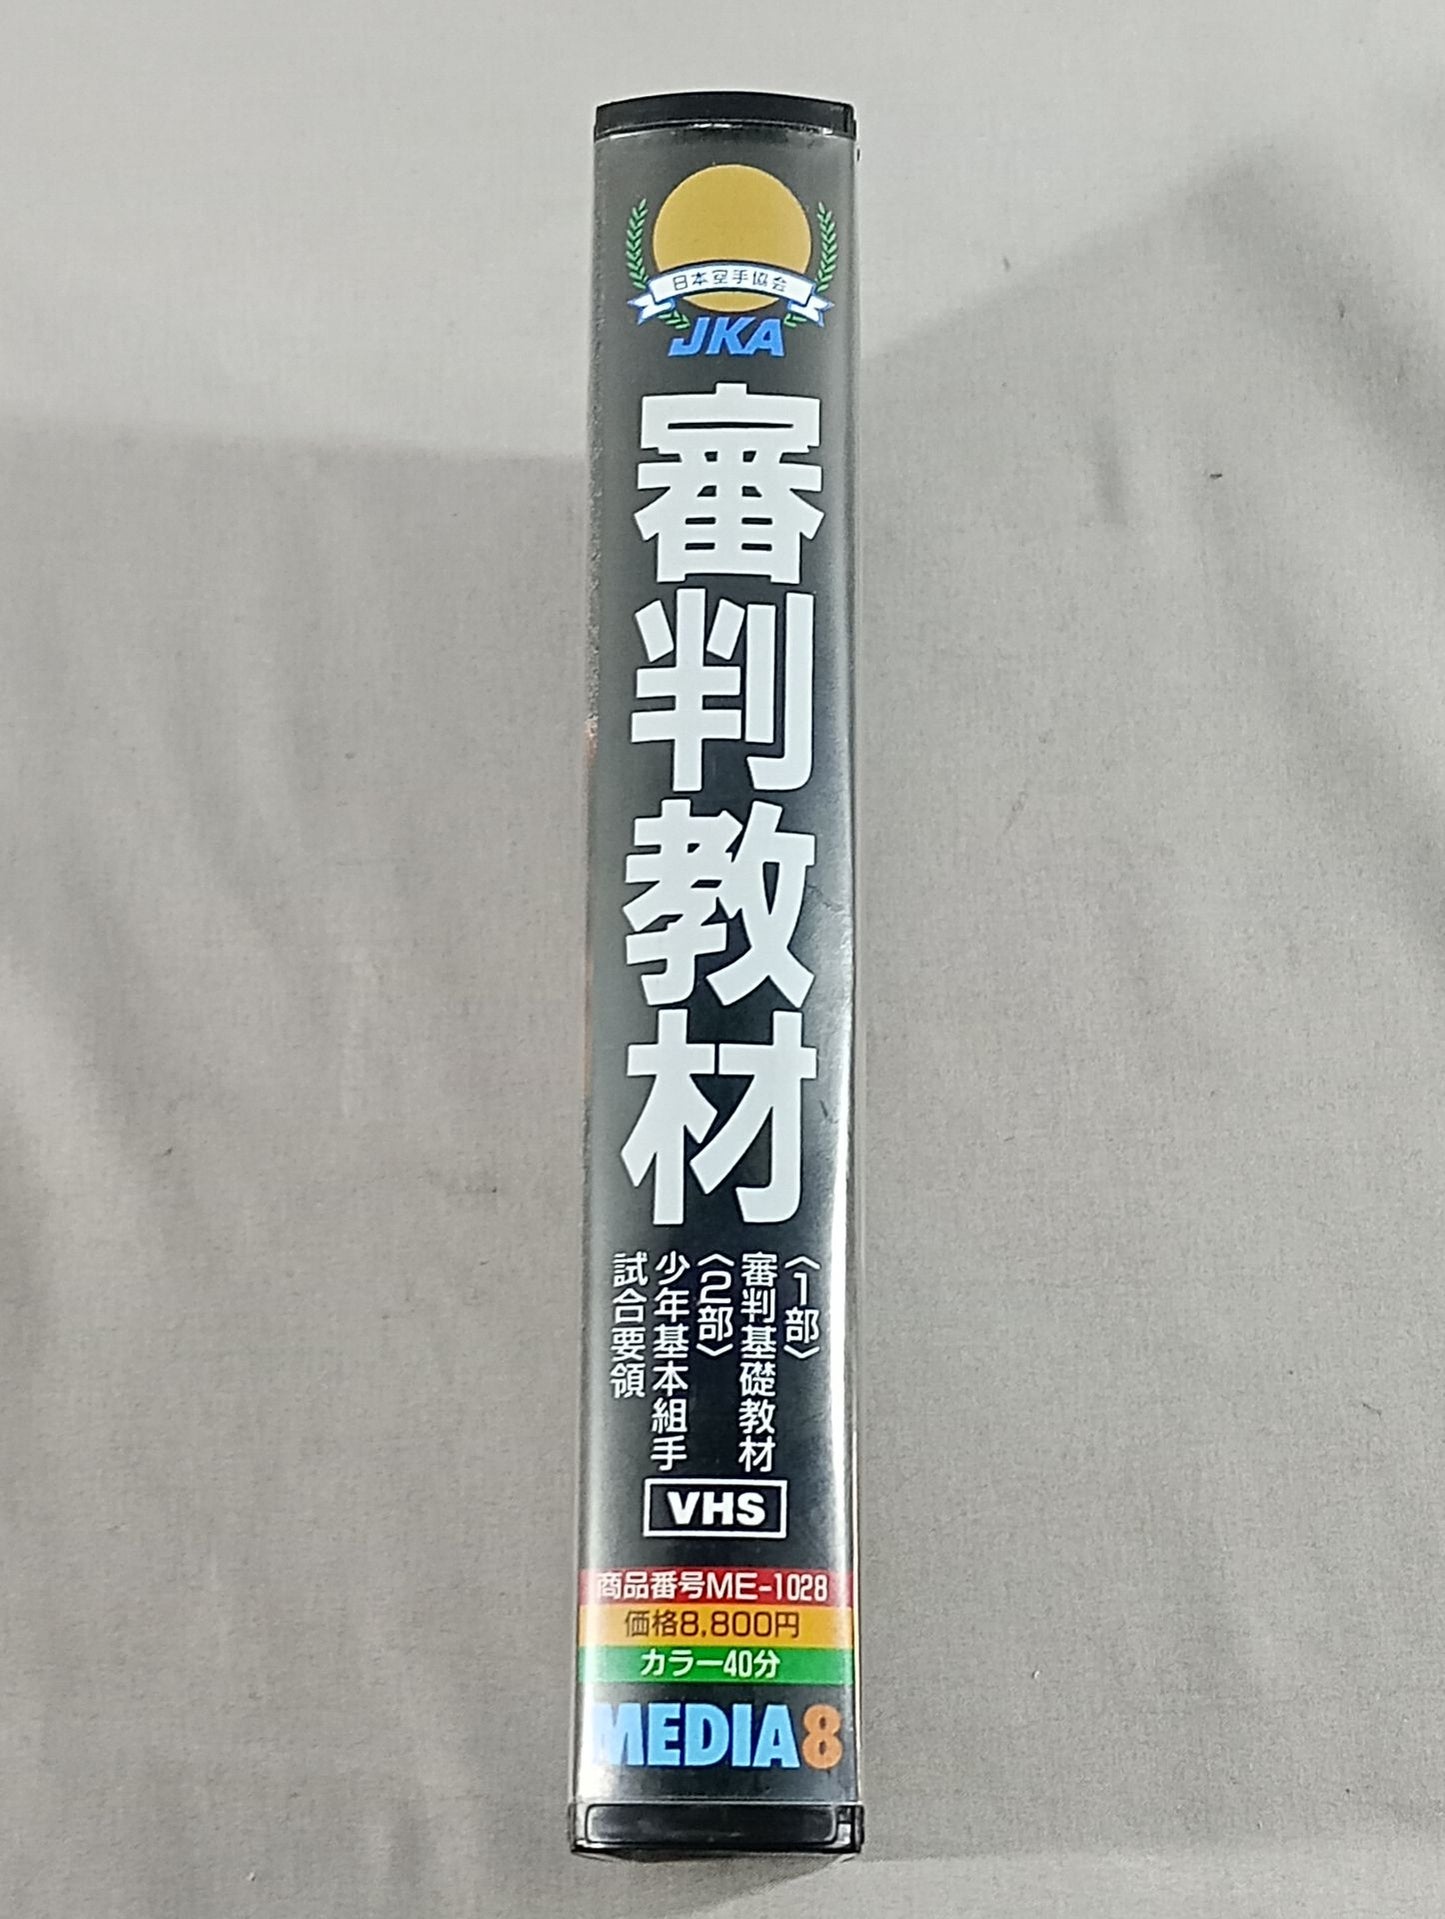 日本空手協会
JKA
審判教材
〈1部〉
審判基礎教材
〈2部〉
少年基本組手
試合要領
VHS
商品番号ME-1028
価格8,800円
カラー40分
MEDIA8